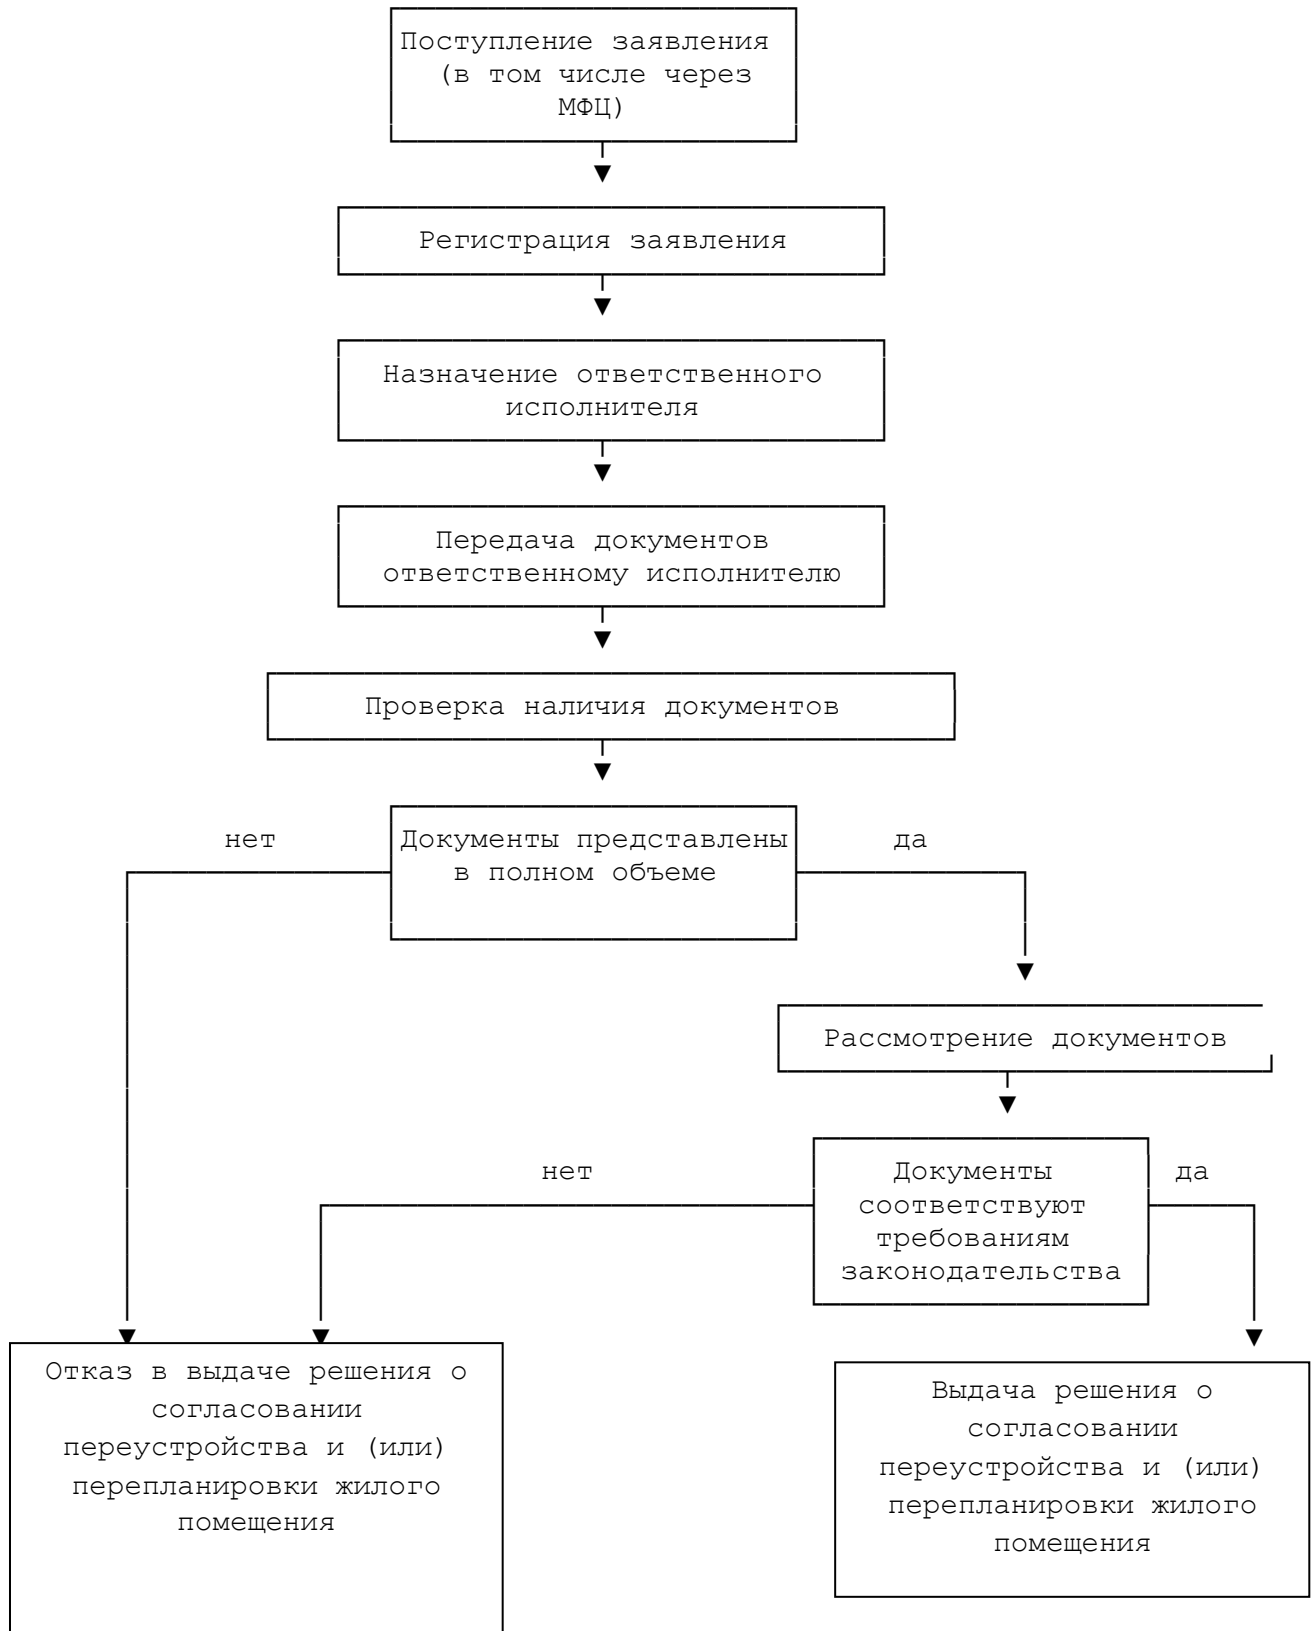 Поступление заявления
(в том числе через
МФЦ)
Регистрация заявления
Назначение ответственного
исполнителя
Передача документов
ответственному исполнителю
Проверка наличия документов
нет
Документы представлены
в полном объеме
да
Рассмотрение документов
нет
Документы
соответствуют
требованиям
законодательства
да
Отказ в выдаче решения о
согласовании
переустройства и (или)
перепланировки жилого
помещения
Выдача решения о
согласовании
переустройства и (или)
перепланировки жилого
помещения